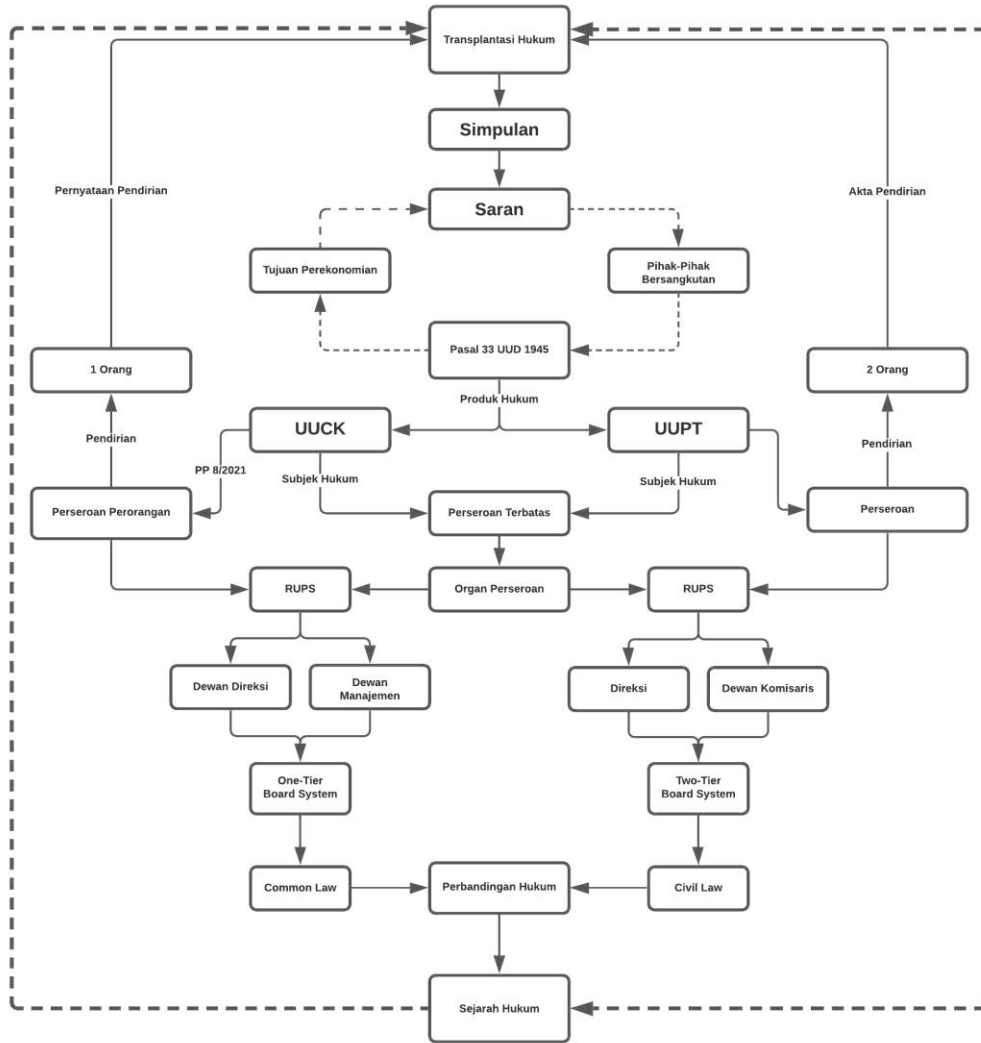 Transplantasi Hukum
Simpulan
Pernyataan Pendirian
Akta Pendirian
Saran
Tujuan Perekonomian
Pihak-Pihak
Bersangkutan
Pasal 33 UUD 1945
1 Orang
2 Orang
Produk Hukum
UUCK
UUPT
Pendirian
Pendirian
PP 8/2021
Subjek Hukum
Subjek Hukum
Perseroan Perorangan
Perseroan Terbatas
Perseroan
RUPS
Organ Perseroan
RUPS
Dewan Direksi
Dewan
Manajemen
Direksi
Dewan Komisaris
One-Tier
Board System
Two-Tier
Board System
Common Law
Perbandingan Hukum
Civil Law
Sejarah Hukum